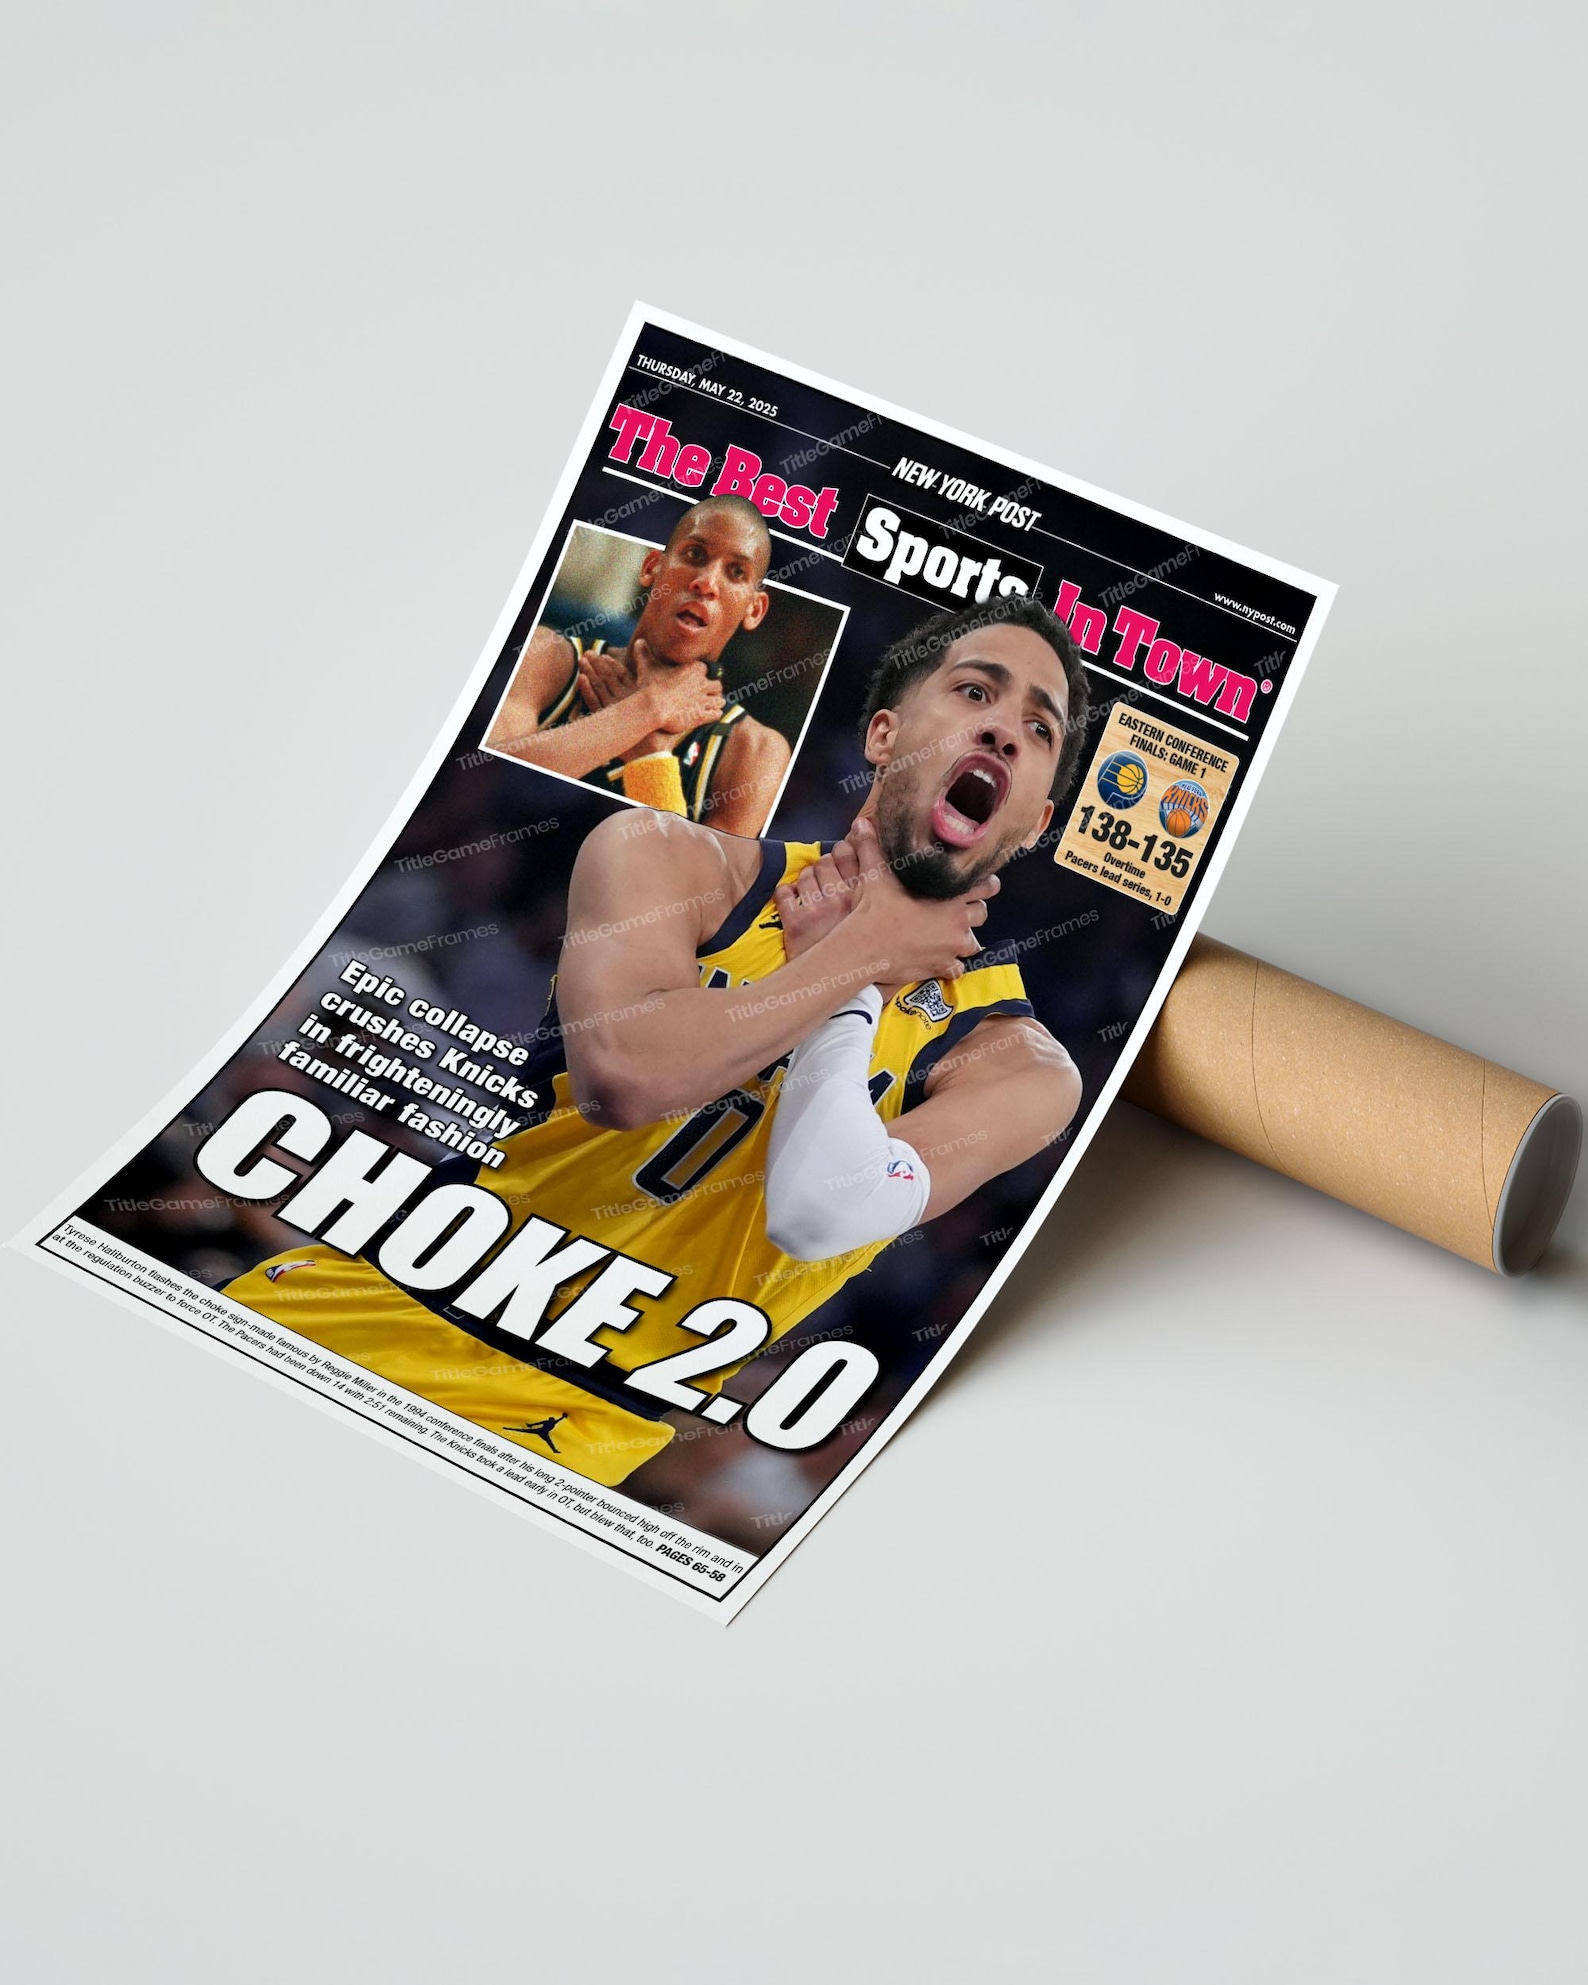 THURSDAY, MAY 22, 2025
NEW YORK POST
www.nypost.com
The Best Sports In Town®
EASTERN CONFERENCE
FINALS: GAME 1
138-135
Overtime
Pacers lead series, 1-0
Epic collapse
crushes Knicks
in frighteningly
familiar fashion
CHOKE 2.0
Tyrese Haliburton flashes the choke sign-made famous by Reggie Miller in the 1994 conference finals after his long 2-pointer bounced high off the rim and in
at the regulation buzzer to force OT. The Pacers had been down 14 with 2:51 remaining. The Knicks took a lead early in OT, but blew that, too. PAGES 65-58
KNICKS
0
TitleGameFrames